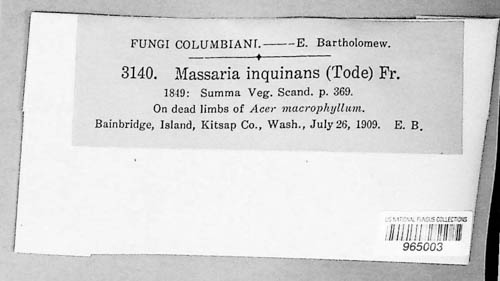 FUNGI COLUMBIANI.——E. Bartholomew.
3140. Massaria inquinans (Tode) Fr.
1849: Summa Veg. Scand. p. 369.
On dead limbs of Acer macrophyllum.
Bainbridge, Island, Kitsap Co., Wash., July 26, 1909. E. B.
US NATIONAL FUNGUS COLLECTIONS
965003